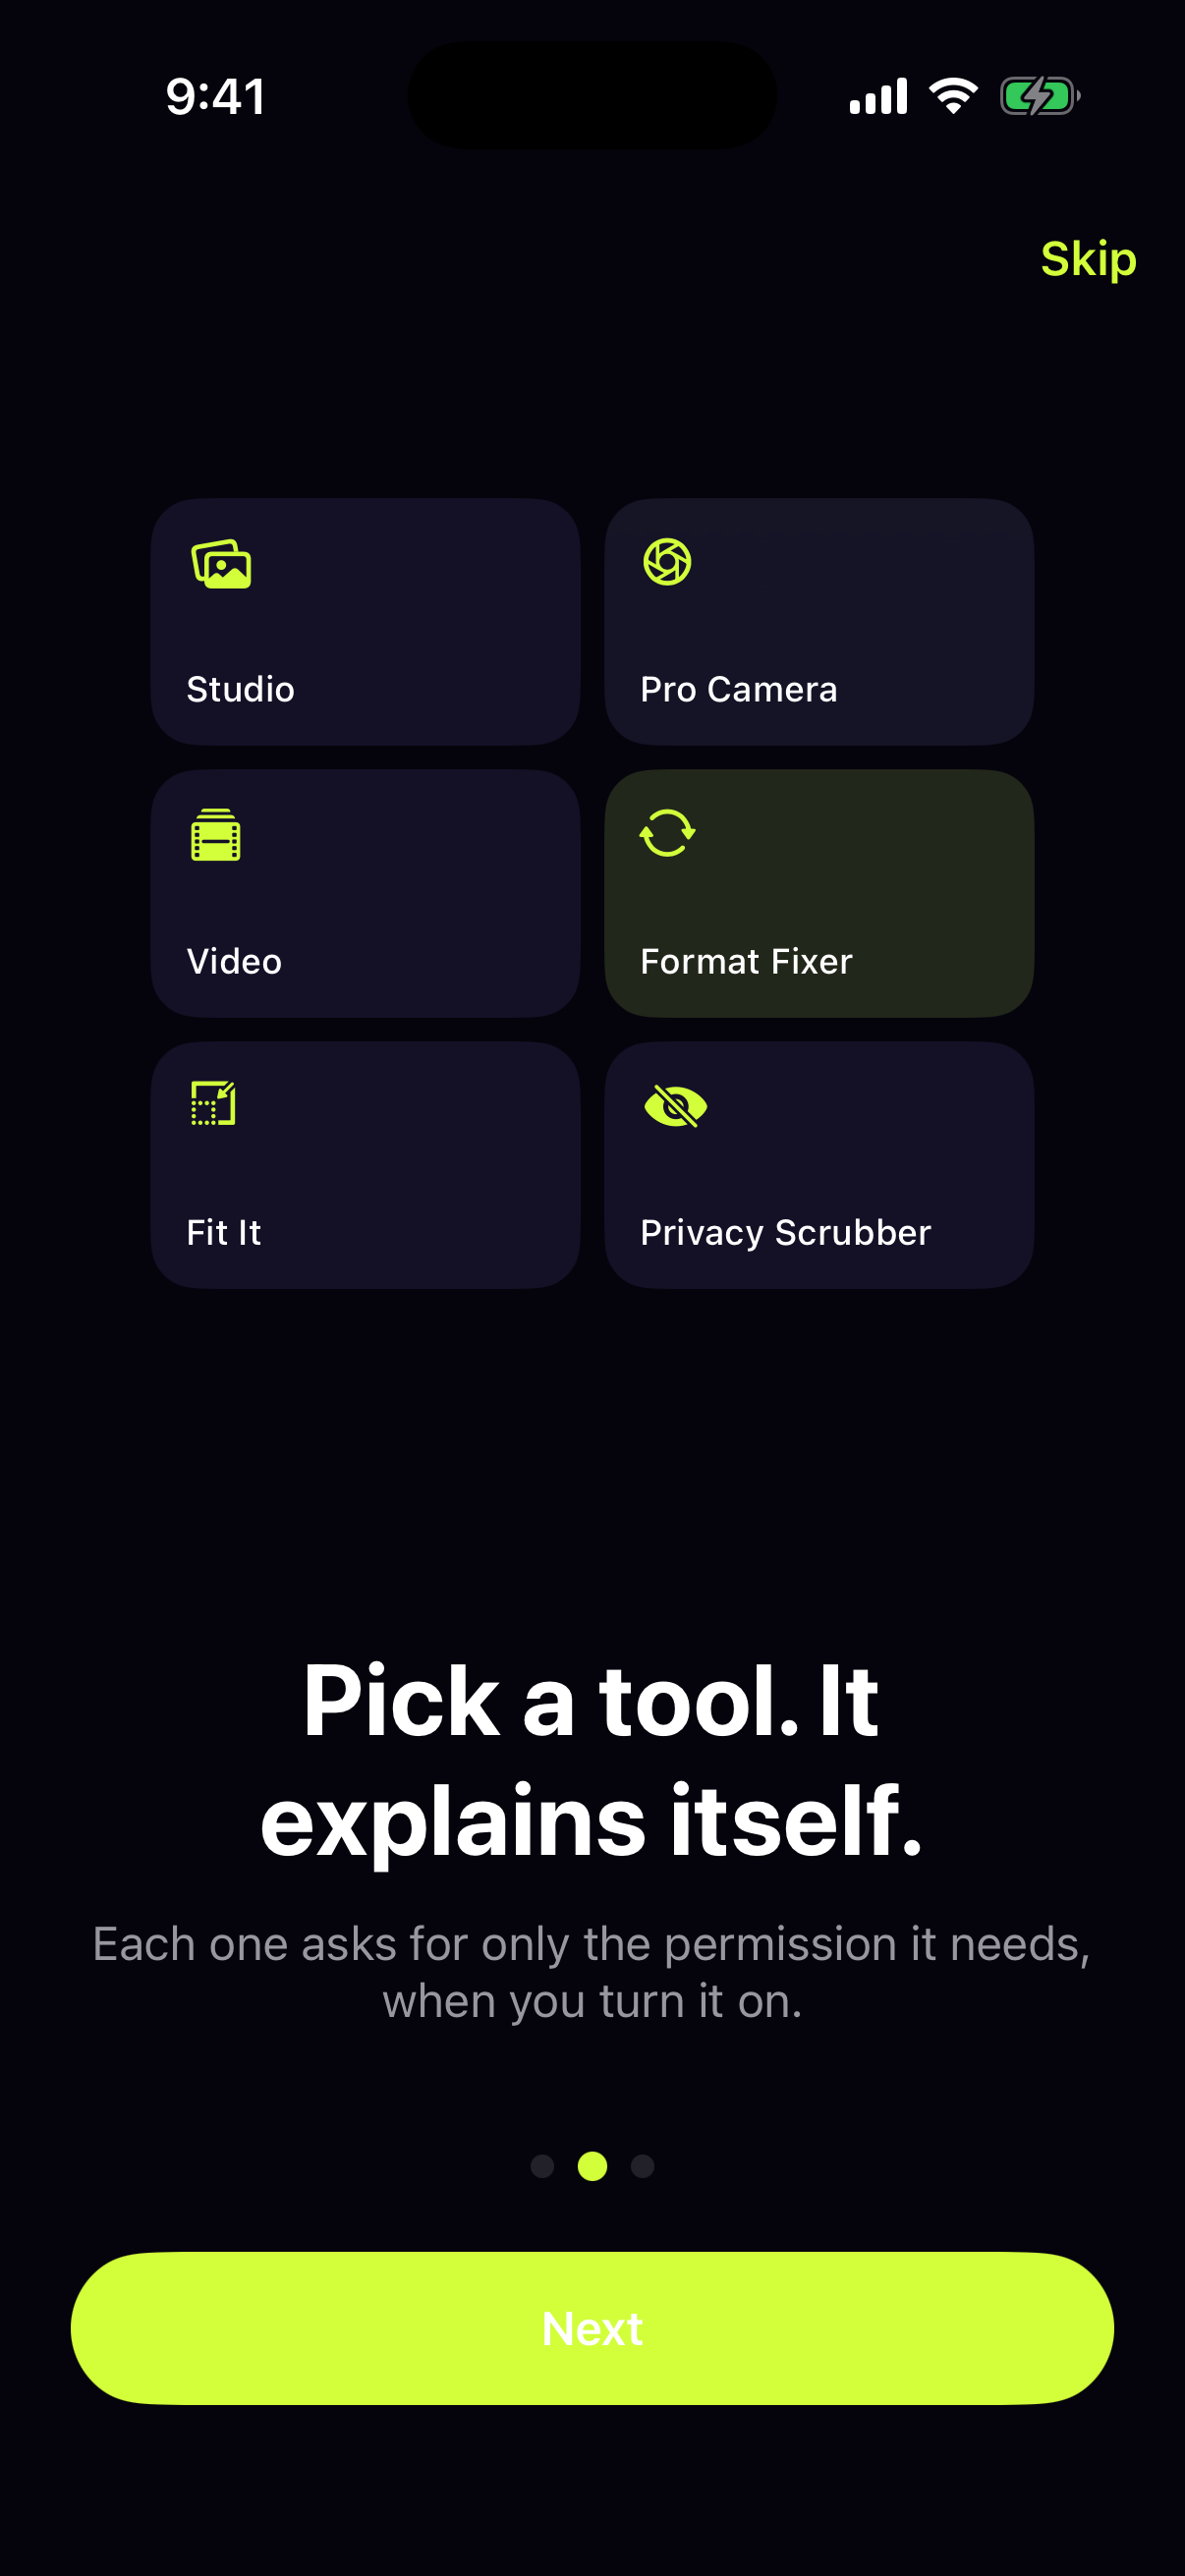 9:41
Skip
Studio
Pro Camera
Video
Format Fixer
Fit It
Privacy Scrubber
Pick a tool. It
explains itself.
Each one asks for only the permission it needs,
when you turn it on.
Next